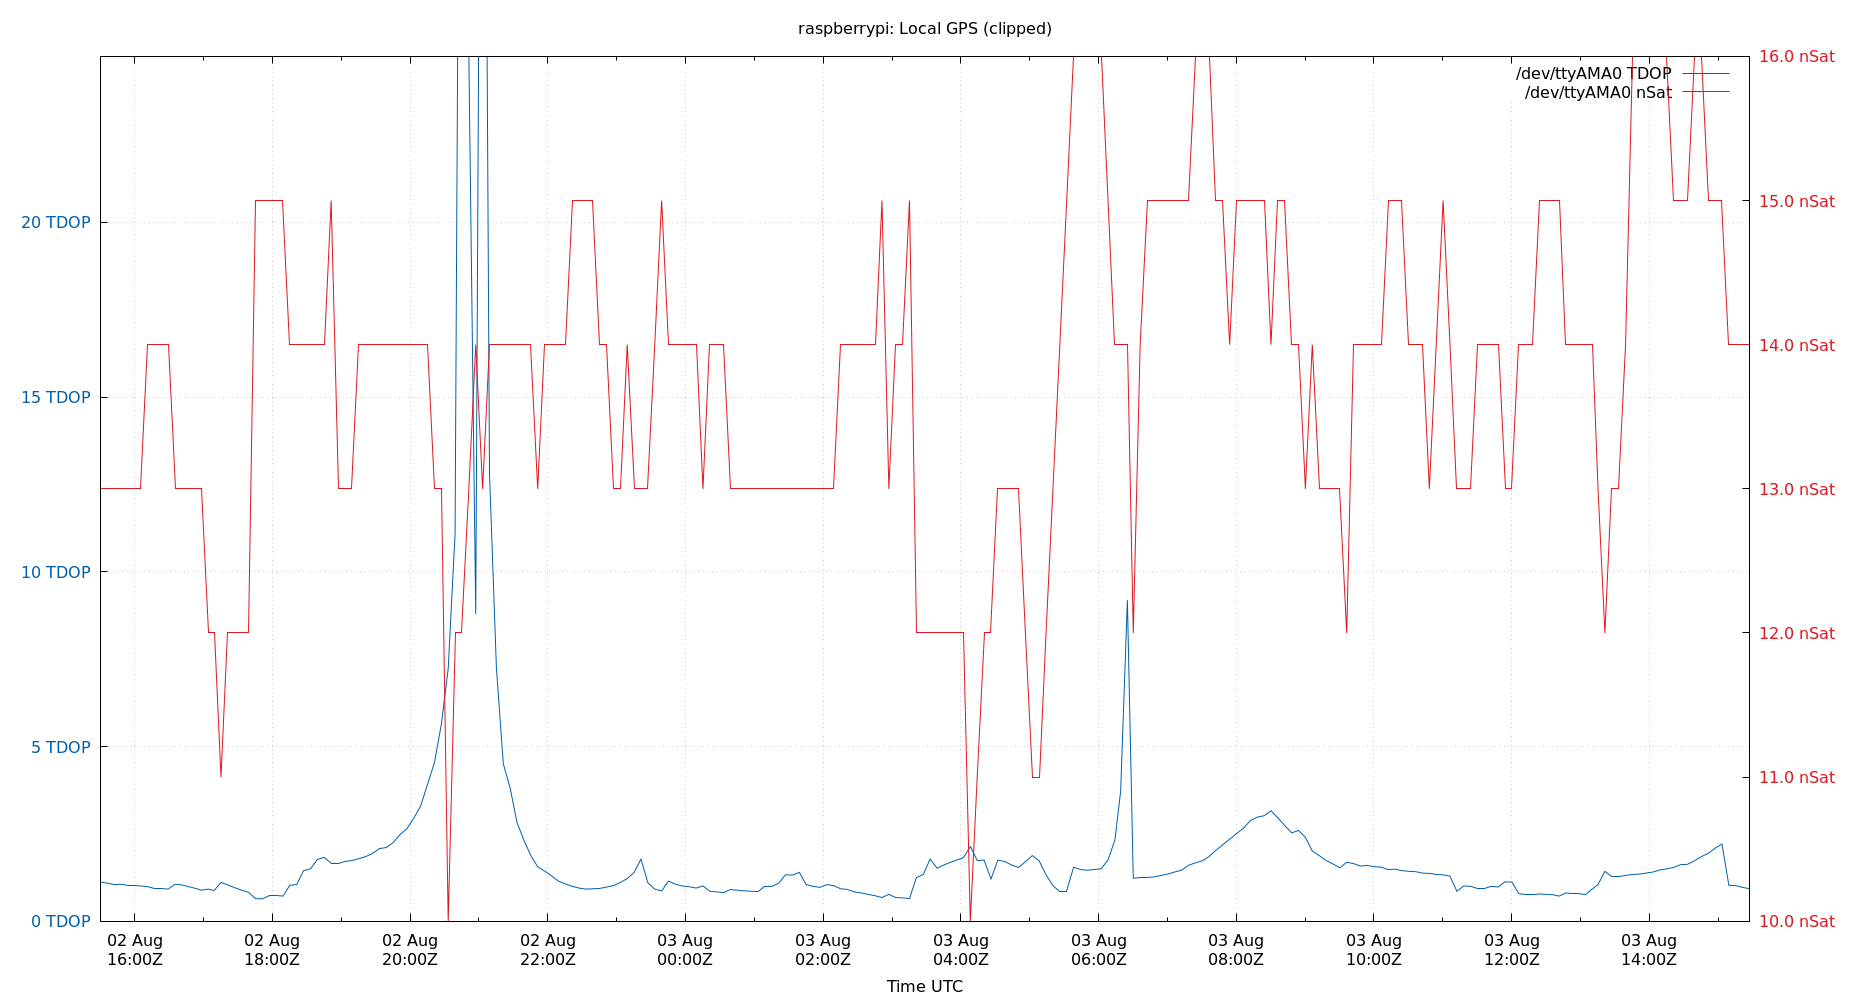 raspberrypi: Local GPS (clipped)
/dev/ttyAMA0 TDOP
/dev/ttyAMA0 nSat
20 TDOP
15 TDOP
10 TDOP
5 TDOP
0 TDOP
16.0 nSat
15.0 nSat
14.0 nSat
13.0 nSat
12.0 nSat
11.0 nSat
10.0 nSat
02 Aug 02 Aug 02 Aug 02 Aug 03 Aug 03 Aug 03 Aug 03 Aug 03 Aug 03 Aug 03 Aug 03 Aug
16:00Z 18:00Z 20:00Z 22:00Z 00:00Z 02:00Z 04:00Z 06:00Z 08:00Z 10:00Z 12:00Z 14:00Z
Time UTC